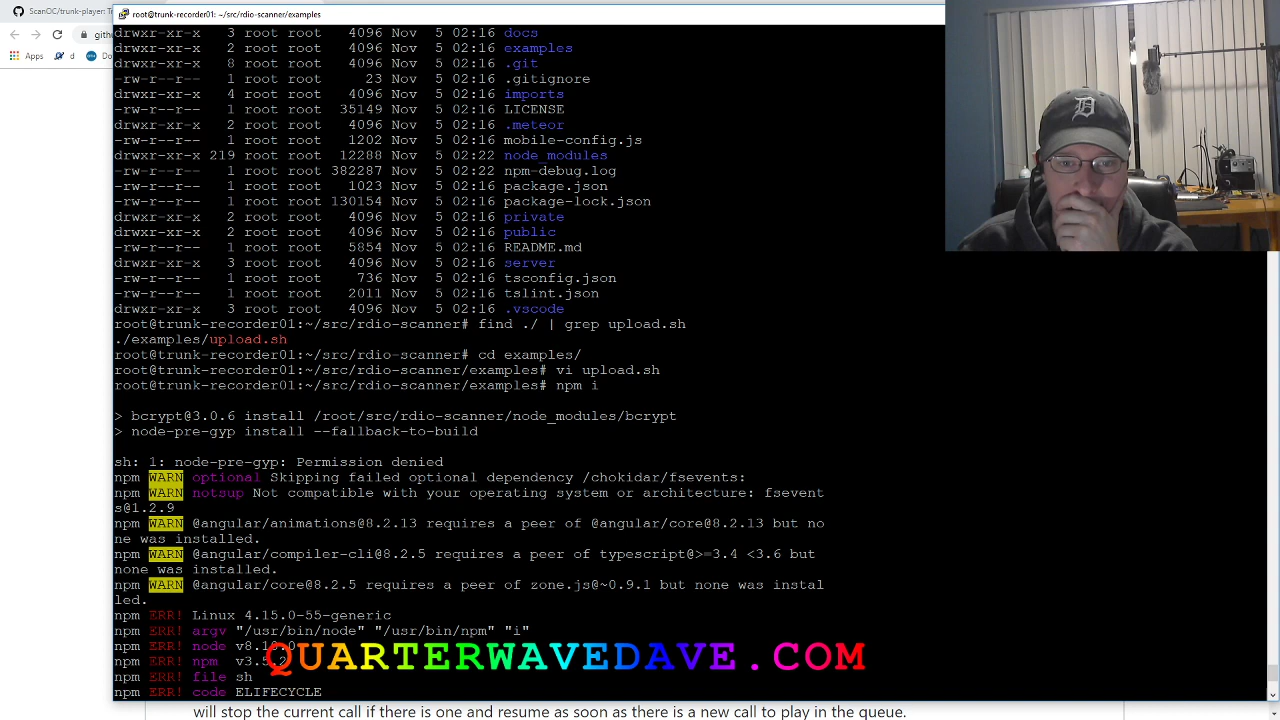 ScanOC/trunk-player: T
root@trunk-recorder01: ~/src/rdio-scanner/examples
gith
Apps
d
Do
drwxr-xr-x 3 root root 4096 Nov 5 02:16 docs
drwxr-xr-x 2 root root 4096 Nov 5 02:16 examples
drwxr-xr-x 8 root root 4096 Nov 5 02:16 .git
-rw-r--r-- 1 root root 23 Nov 5 02:16 .gitignore
drwxr-xr-x 4 root root 4096 Nov 5 02:16 imports
-rw-r--r-- 1 root root 35149 Nov 5 02:16 LICENSE
drwxr-xr-x 2 root root 4096 Nov 5 02:16 .meteor
-rw-r--r-- 1 root root 1202 Nov 5 02:16 mobile-config.js
drwxr-xr-x 219 root root 12288 Nov 5 02:22 node_modules
-rw-r--r-- 1 root root 382287 Nov 5 02:22 npm-debug.log
-rw-r--r-- 1 root root 1023 Nov 5 02:16 package.json
-rw-r--r-- 1 root root 130154 Nov 5 02:16 package-lock.json
drwxr-xr-x 2 root root 4096 Nov 5 02:16 private
drwxr-xr-x 2 root root 4096 Nov 5 02:16 public
-rw-r--r-- 1 root root 5854 Nov 5 02:16 README.md
drwxr-xr-x 3 root root 4096 Nov 5 02:16 server
-rw-r--r-- 1 root root 736 Nov 5 02:16 tsconfig.json
-rw-r--r-- 1 root root 2011 Nov 5 02:16 tslint.json
drwxr-xr-x 3 root root 4096 Nov 5 02:16 .vscode
root@trunk-recorder01:~/src/rdio-scanner# find ./ | grep upload.sh
./examples/upload.sh
root@trunk-recorder01:~/src/rdio-scanner# cd examples/
root@trunk-recorder01:~/src/rdio-scanner/examples# vi upload.sh
root@trunk-recorder01:~/src/rdio-scanner/examples# npm i
> bcrypt@3.0.6 install /root/src/rdio-scanner/node_modules/bcrypt
> node-pre-gyp install --fallback-to-build
sh: 1: node-pre-gyp: Permission denied
npm WARN optional Skipping failed optional dependency /chokidar/fsevents:
npm WARN notsup Not compatible with your operating system or architecture: fsevent
s@1.2.9
npm WARN @angular/animations@8.2.13 requires a peer of @angular/core@8.2.13 but no
ne was installed.
npm WARN @angular/compiler-cli@8.2.5 requires a peer of typescript@>=3.4 <3.6 but
none was installed.
npm WARN @angular/core@8.2.5 requires a peer of zone.js@~0.9.1 but none was instal
led.
npm ERR! Linux 4.15.0-55-generic
npm ERR! argv "/usr/bin/node" "/usr/bin/npm" "i"
npm ERR! node
QUARTERWAVEDAVE.COM
npm ERR! npm
npm ERR! file sh
npm ERR! code ELIFECYCLE
will stop the current call if there is one and resume as soon as there is a new call to play in the queue.